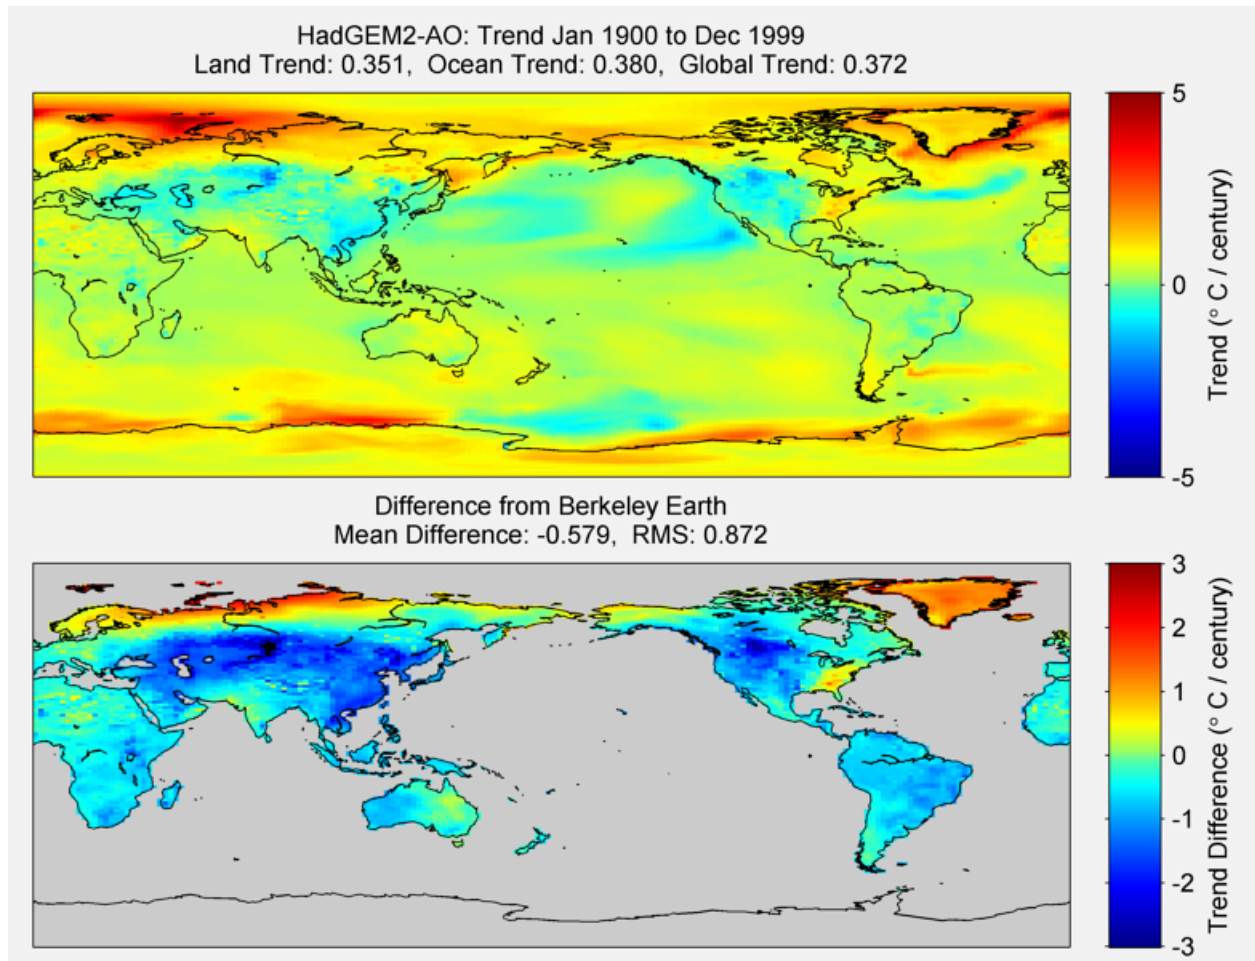 HadGEM2-AO: Trend Jan 1900 to Dec 1999
Land Trend: 0.351, Ocean Trend: 0.380, Global Trend: 0.372
5
0
-5
Trend (° C / century)
Difference from Berkeley Earth
Mean Difference: -0.579, RMS: 0.872
3
2
1
0
-1
-2
-3
Trend Difference (° C / century)